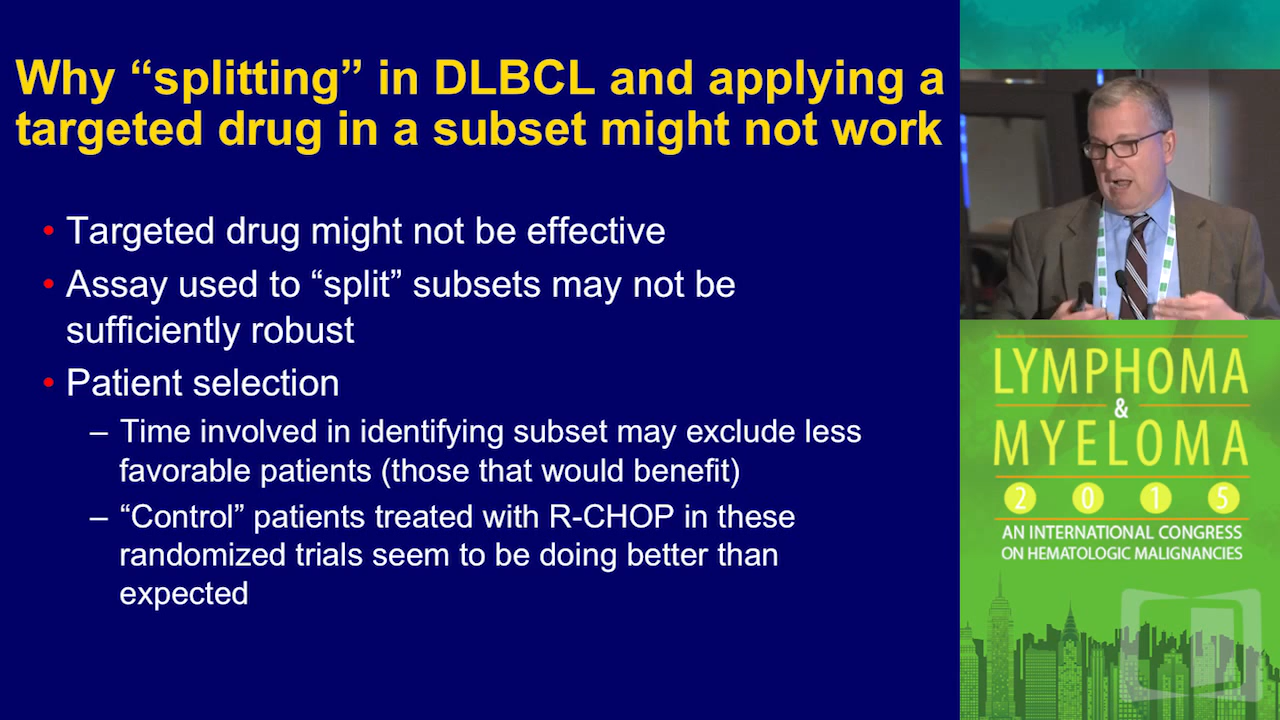 Why “splitting” in DLBCL and applying a
targeted drug in a subset might not work
• Targeted drug might not be effective
• Assay used to “split” subsets may not be
sufficiently robust
• Patient selection
– Time involved in identifying subset may exclude less
favorable patients (those that would benefit)
– “Control” patients treated with R-CHOP in these
randomized trials seem to be doing better than
expected
LYMPHOMA
&
MYELOMA
2 0 1 5
AN INTERNATIONAL CONGRESS
ON HEMATOLOGIC MALIGNANCIES